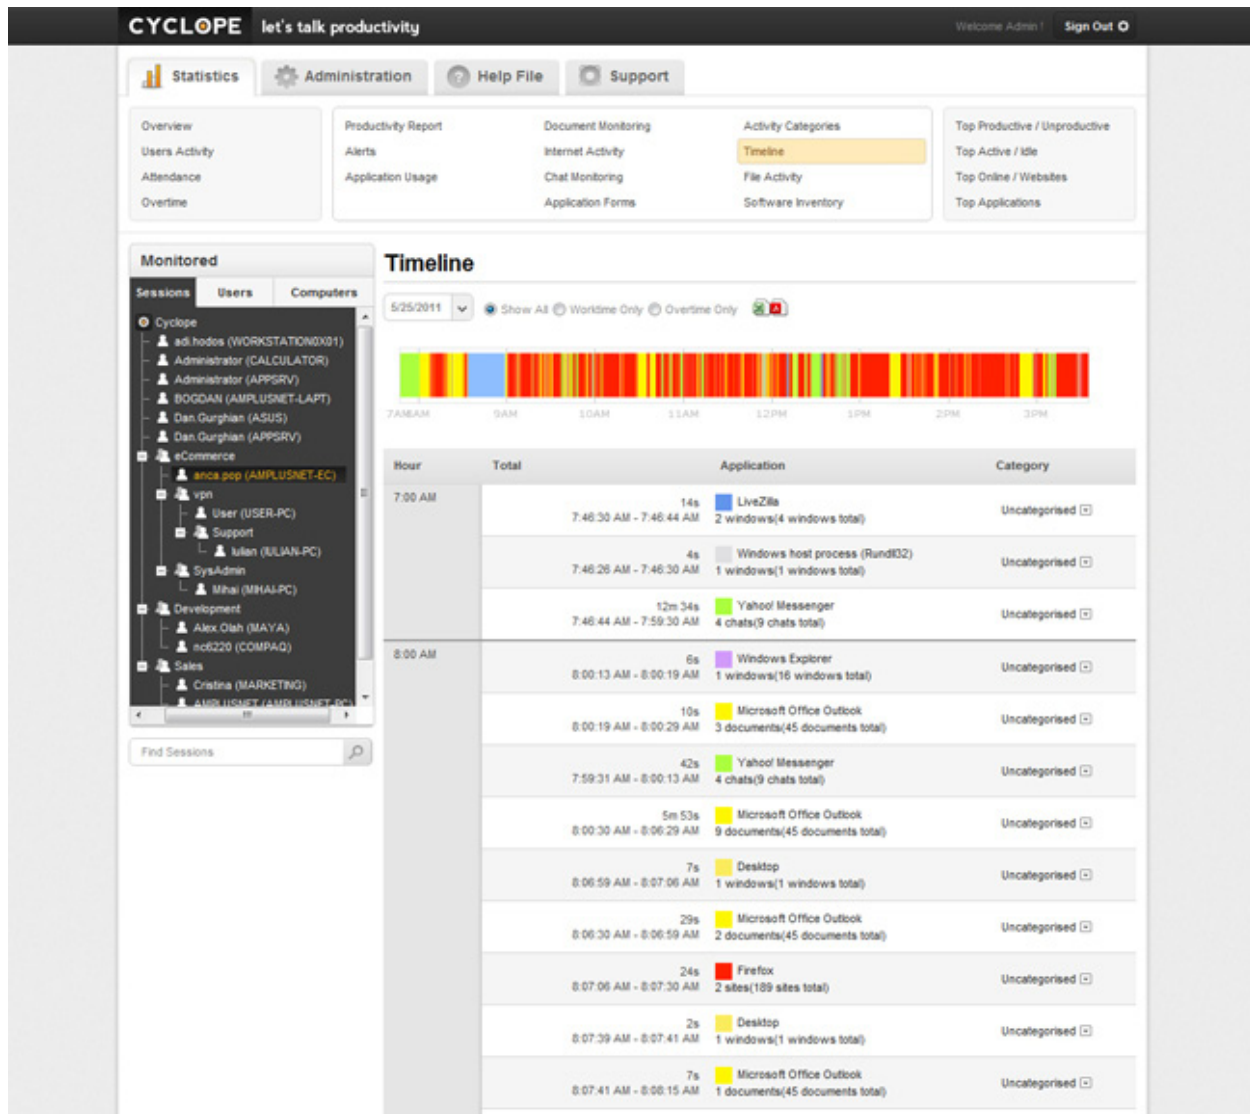 CYCLOPE let's talk productivity Welcome Admin ! Sign Out
Statistics Administration Help File Support
Overview Productivity Report Document Monitoring Activity Categories Top Productive / Unproductive
Users Activity Alerts Internet Activity Timeline Top Active / Idle
Attendance Application Usage Chat Monitoring File Activity Top Online / Websites
Overtime Application Forms Software Inventory Top Applications
Monitored
Sessions Users Computers
Cyclope
adi.hodos (WORKSTATION0X01)
Administrator (CALCULATOR)
Administrator (APPSRV)
BOGDAN (AMPLUSNET-LAPT)
Dan.Gurghian (ASUS)
Dan.Gurghian (APPSRV)
eCommerce
anca.pop (AMPLUSNET-EC)
vpn
User (USER-PC)
Support
Iulian (IULIAN-PC)
SysAdmin
Mihai (MIHAI-PC)
Development
Alex.Olah (MAYA)
nc6220 (COMPAQ)
Sales
Cristina (MARKETING)
AMPLUSNET (AMPLUSNET-PC)
Find Sessions
Timeline
5/25/2011 Show All Worktime Only Overtime Only
7AM 8AM 9AM 10AM 11AM 12PM 1PM 2PM 3PM
Hour Total Application Category
7:00 AM 14s LiveZilla Uncategorised
7:46:30 AM - 7:46:44 AM 2 windows(4 windows total)
4s Windows host process (Rundll32) Uncategorised
7:46:26 AM - 7:46:30 AM 1 windows(1 windows total)
12m 34s Yahoo! Messenger Uncategorised
7:46:44 AM - 7:59:30 AM 4 chats(9 chats total)
8:00 AM 6s Windows Explorer Uncategorised
8:00:13 AM - 8:00:19 AM 1 windows(16 windows total)
10s Microsoft Office Outlook Uncategorised
8:00:19 AM - 8:00:29 AM 3 documents(45 documents total)
42s Yahoo! Messenger Uncategorised
7:59:31 AM - 8:00:13 AM 4 chats(9 chats total)
5m 53s Microsoft Office Outlook Uncategorised
8:00:30 AM - 8:06:29 AM 9 documents(45 documents total)
7s Desktop Uncategorised
8:06:59 AM - 8:07:06 AM 1 windows(1 windows total)
29s Microsoft Office Outlook Uncategorised
8:06:30 AM - 8:06:59 AM 2 documents(45 documents total)
24s Firefox Uncategorised
8:07:06 AM - 8:07:30 AM 2 sites(189 sites total)
2s Desktop Uncategorised
8:07:39 AM - 8:07:41 AM 1 windows(1 windows total)
7s Microsoft Office Outlook Uncategorised
8:07:41 AM - 8:08:15 AM 1 documents(45 documents total)